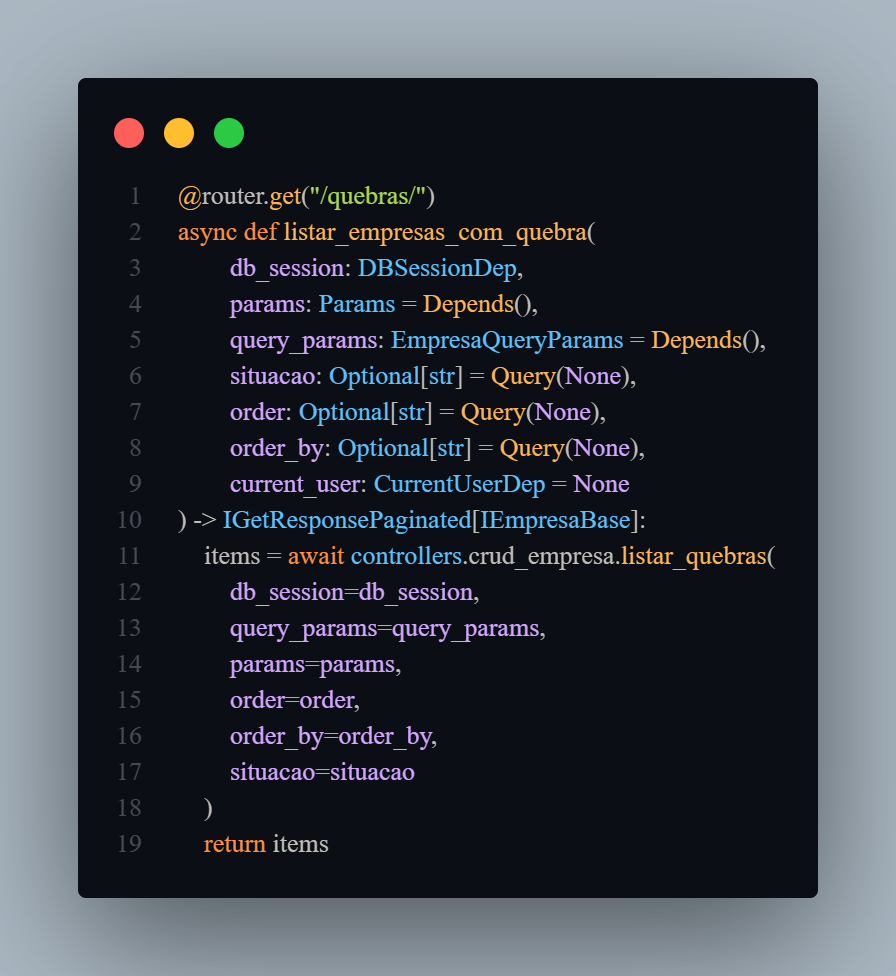 1 @router.get("/quebras/")
2 async def listar_empresas_com_quebra(
3 db_session: DBSessionDep,
4 params: Params = Depends(),
5 query_params: EmpresaQueryParams = Depends(),
6 situacao: Optional[str] = Query(None),
7 order: Optional[str] = Query(None),
8 order_by: Optional[str] = Query(None),
9 current_user: CurrentUserDep = None
10 ) -> IGetResponsePaginated[IEmpresaBase]:
11 items = await controllers.crud_empresa.listar_quebras(
12 db_session=db_session,
13 query_params=query_params,
14 params=params,
15 order=order,
16 order_by=order_by,
17 situacao=situacao
18 )
19 return items